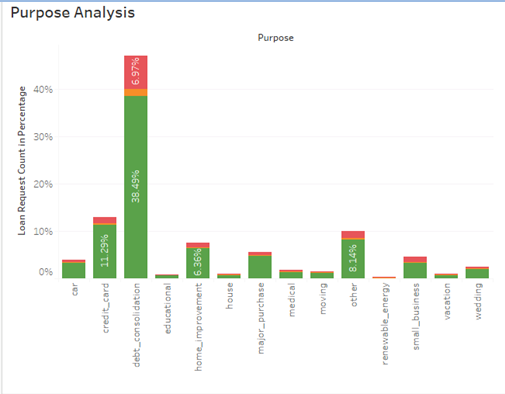 Purpose Analysis
Purpose
Loan Request Count in Percentage
40%
30%
20%
10%
0%
6.97%
38.49%
11.29%
6.36%
8.14%
car
credit_card
debt_consolidation
educational
home_improvement
house
major_purchase
medical
moving
other
renewable_energy
small_business
vacation
wedding